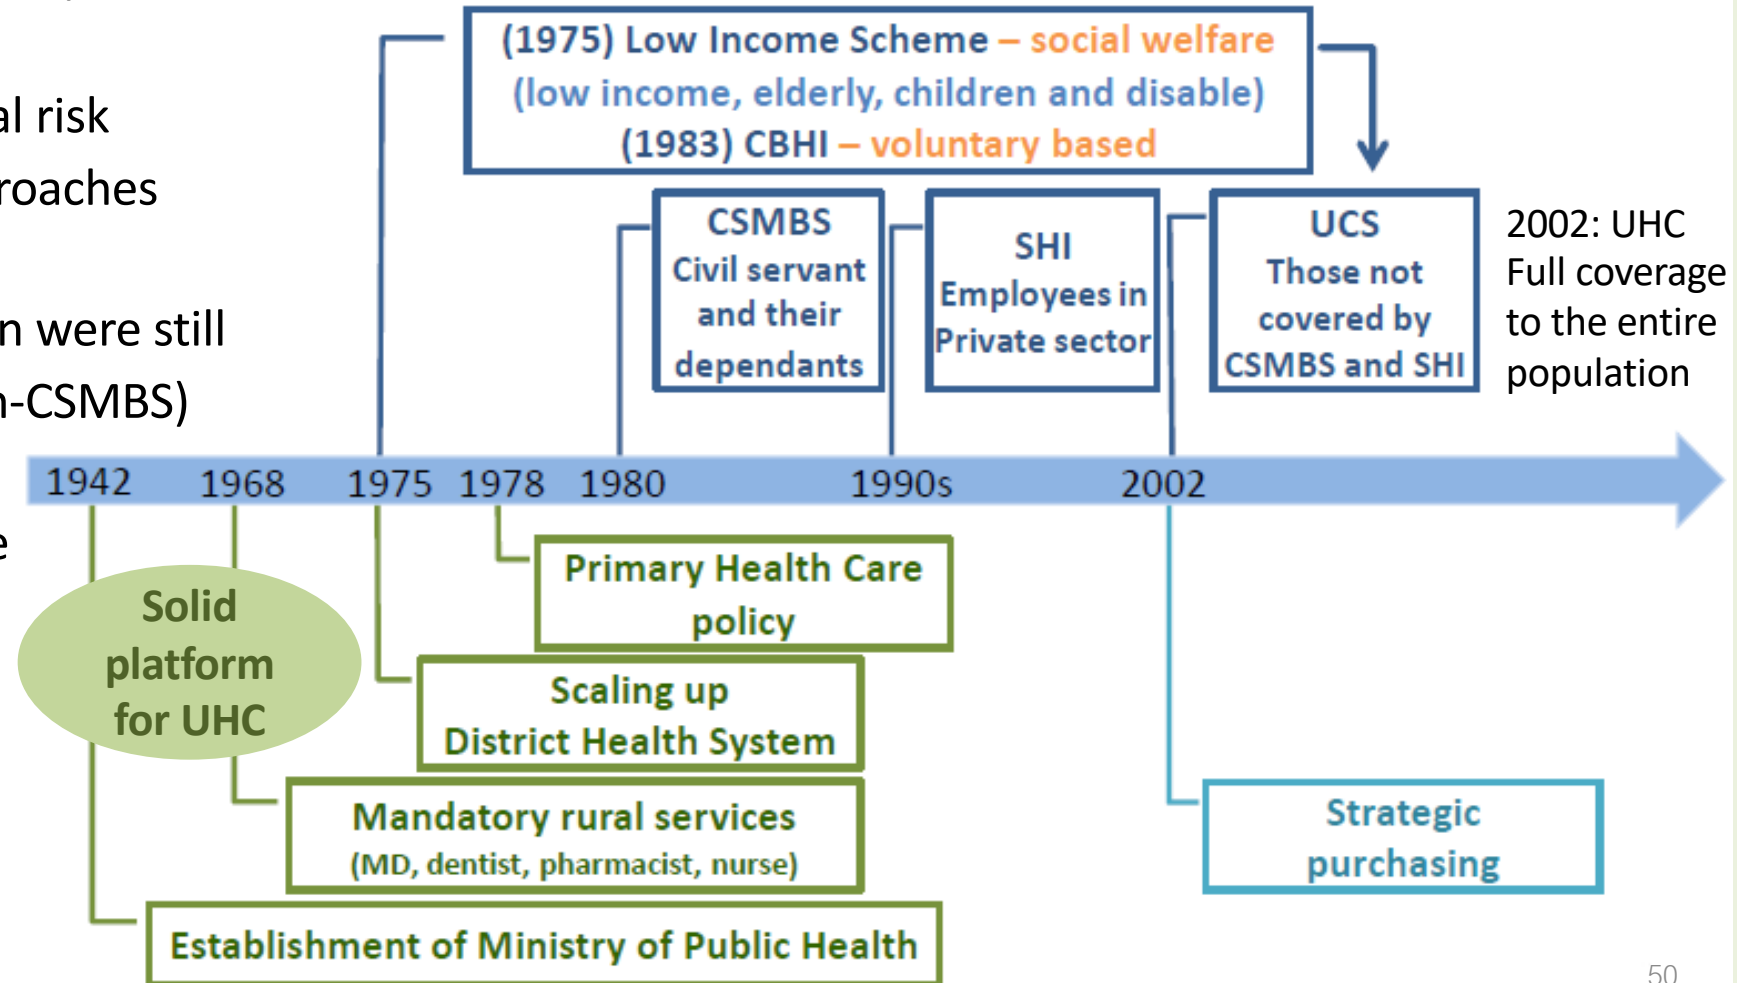 al risk
roaches
n were still
n-CSMBS)
e
(1975) Low Income Scheme – social welfare
(low income, elderly, children and disable)
(1983) CBHI – voluntary based
CSMBS
Civil servant
and their
dependants
SHI
Employees in
Private sector
UCS
Those not
covered by
CSMBS and SHI
2002: UHC
Full coverage
to the entire
population
1942 1968 1975 1978 1980 1990s 2002
Solid
platform
for UHC
Primary Health Care
policy
Scaling up
District Health System
Mandatory rural services
(MD, dentist, pharmacist, nurse)
Establishment of Ministry of Public Health
Strategic
purchasing
50